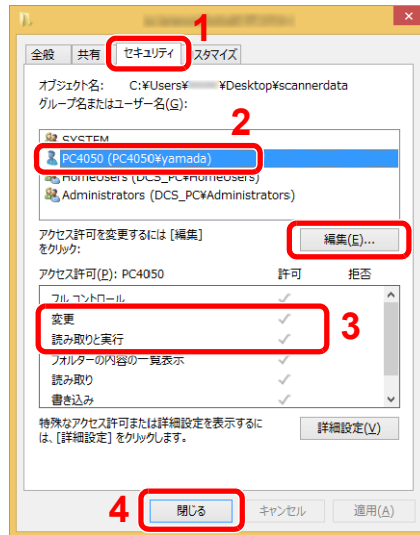 1
全般 共有 セキュリティ スタマイズ
オブジェクト名: C:¥Users¥ ¥Desktop¥scannerdata
グループ名またはユーザー名(G):
2
SYSTEM
PC4050 (PC4050¥yamada)
HomeUsers (DCS_PC¥HomeUsers)
Administrators (DCS_PC¥Administrators)
アクセス許可を変更するには [編集]
をクリック:
編集(E)...
アクセス許可(P): PC4050 許可 拒否
フル コントロール
変更
3
読み取りと実行
フォルダーの内容の一覧表示
読み取り
書き込み
特殊なアクセス許可または詳細設定を表示するに
は、[詳細設定] をクリックします。
詳細設定(V)
4
閉じる キャンセル 適用(A)